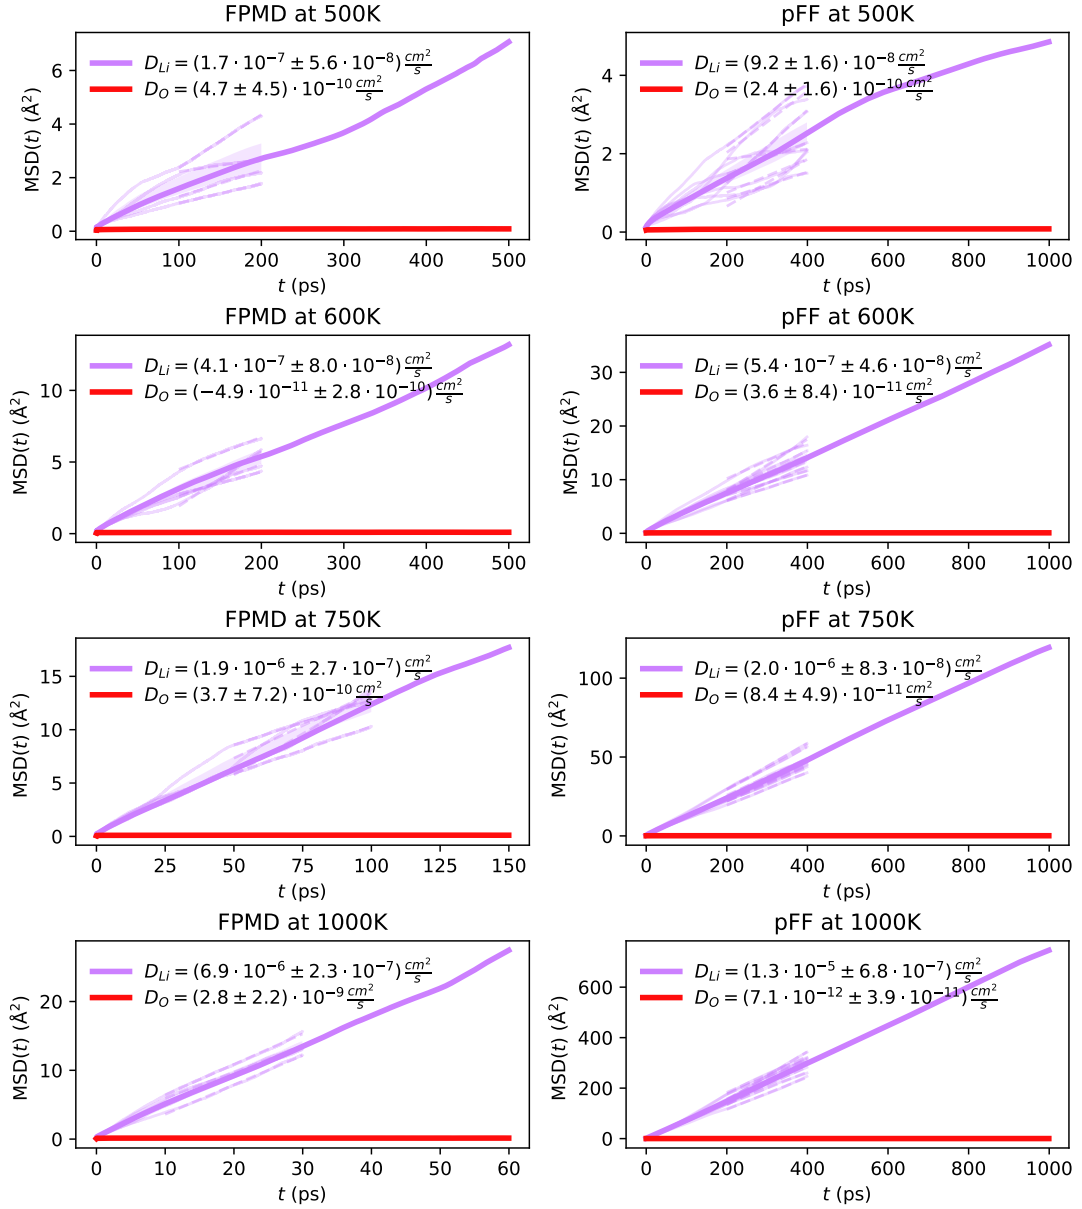 FPMD at 500K
MSD(t) (Å²)
6
4
2
0
D_Li = (1.7 · 10⁻⁷ ± 5.6 · 10⁻⁸) cm²/s
D_O = (4.7 ± 4.5) · 10⁻¹⁰ cm²/s
0 100 200 300 400 500
t (ps)
pFF at 500K
MSD(t) (Å²)
4
2
0
D_Li = (9.2 ± 1.6) · 10⁻⁸ cm²/s
D_O = (2.4 ± 1.6) · 10⁻¹⁰ cm²/s
0 200 400 600 800 1000
t (ps)
FPMD at 600K
MSD(t) (Å²)
10
5
0
D_Li = (4.1 · 10⁻⁷ ± 8.0 · 10⁻⁸) cm²/s
D_O = (−4.9 · 10⁻¹¹ ± 2.8 · 10⁻¹⁰) cm²/s
0 100 200 300 400 500
t (ps)
pFF at 600K
MSD(t) (Å²)
30
20
10
0
D_Li = (5.4 · 10⁻⁷ ± 4.6 · 10⁻⁸) cm²/s
D_O = (3.6 ± 8.4) · 10⁻¹¹ cm²/s
0 200 400 600 800 1000
t (ps)
FPMD at 750K
MSD(t) (Å²)
15
10
5
0
D_Li = (1.9 · 10⁻⁶ ± 2.7 · 10⁻⁷) cm²/s
D_O = (3.7 ± 7.2) · 10⁻¹⁰ cm²/s
0 25 50 75 100 125 150
t (ps)
pFF at 750K
MSD(t) (Å²)
100
50
0
D_Li = (2.0 · 10⁻⁶ ± 8.3 · 10⁻⁸) cm²/s
D_O = (8.4 ± 4.9) · 10⁻¹¹ cm²/s
0 200 400 600 800 1000
t (ps)
FPMD at 1000K
MSD(t) (Å²)
20
10
0
D_Li = (6.9 · 10⁻⁶ ± 2.3 · 10⁻⁷) cm²/s
D_O = (2.8 ± 2.2) · 10⁻⁹ cm²/s
0 10 20 30 40 50 60
t (ps)
pFF at 1000K
MSD(t) (Å²)
600
400
200
0
D_Li = (1.3 · 10⁻⁵ ± 6.8 · 10⁻⁷) cm²/s
D_O = (7.1 · 10⁻¹² ± 3.9 · 10⁻¹¹) cm²/s
0 200 400 600 800 1000
t (ps)